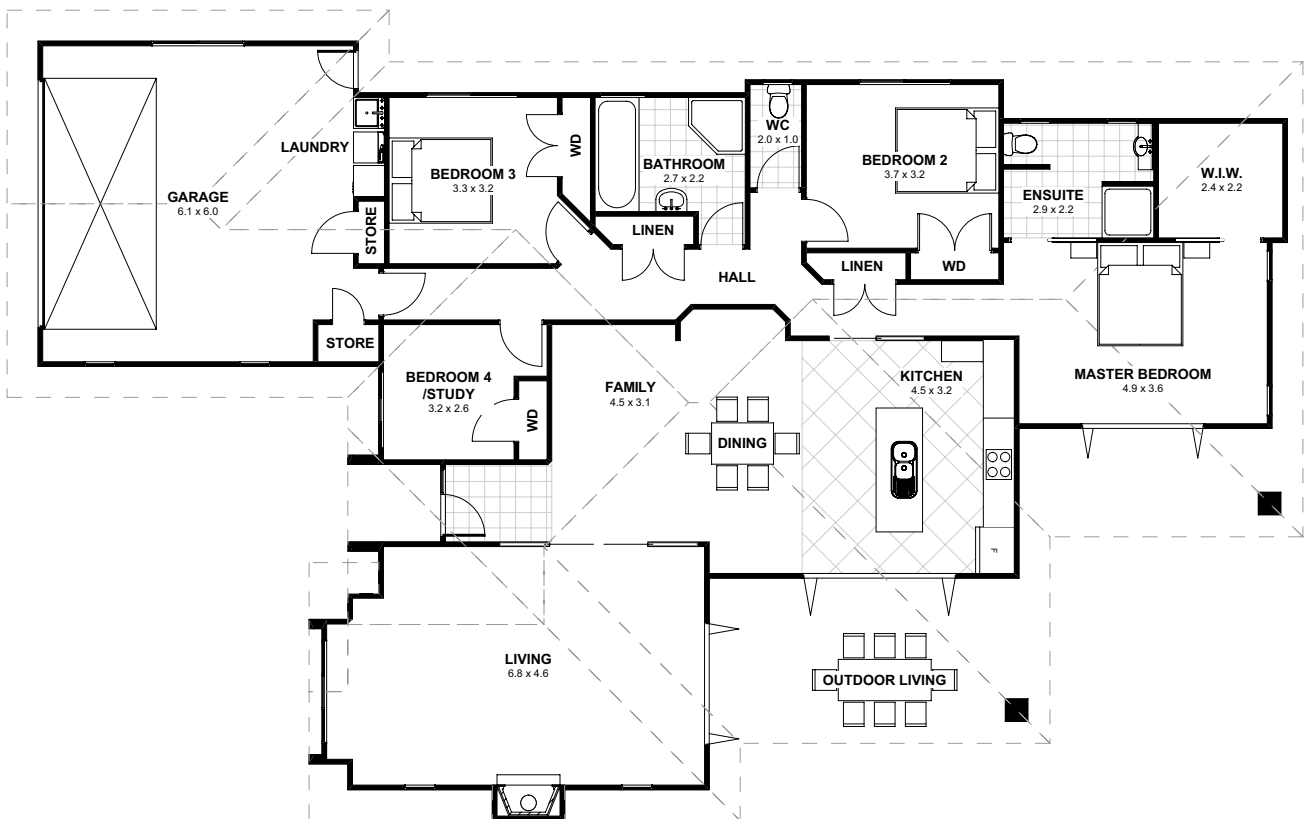 GARAGE
6.1 x 6.0
LAUNDRY
STORE
STORE
BEDROOM 3
3.3 x 3.2
WD
BATHROOM
2.7 x 2.2
LINEN
WC
2.0 x 1.0
HALL
BEDROOM 2
3.7 x 3.2
LINEN
WD
ENSUITE
2.9 x 2.2
W.I.W.
2.4 x 2.2
MASTER BEDROOM
4.9 x 3.6
BEDROOM 4
/STUDY
3.2 x 2.6
WD
FAMILY
4.5 x 3.1
DINING
KITCHEN
4.5 x 3.2
F
LIVING
6.8 x 4.6
OUTDOOR LIVING